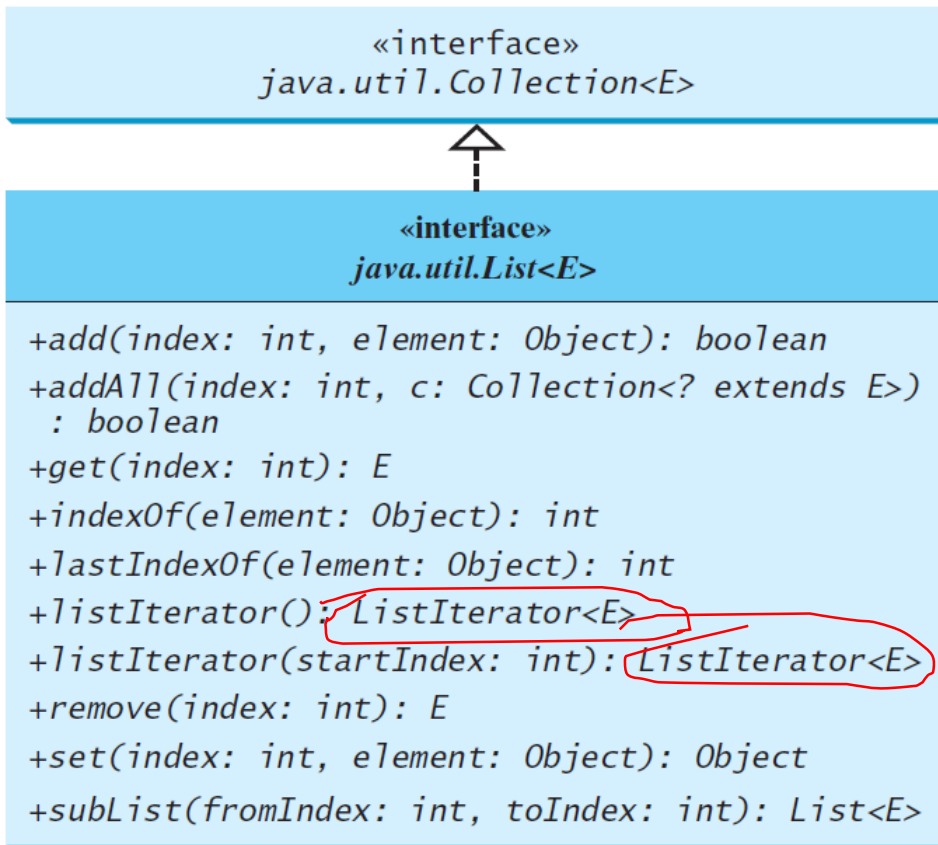 «interface»
java.util.Collection<E>
«interface»
java.util.List<E>
+add(index: int, element: Object): boolean
+addAll(index: int, c: Collection<? extends E>)
: boolean
+get(index: int): E
+indexOf(element: Object): int
+lastIndexOf(element: Object): int
+listIterator(): ListIterator<E>
+listIterator(startIndex: int): ListIterator<E>
+remove(index: int): E
+set(index: int, element: Object): Object
+subList(fromIndex: int, toIndex: int): List<E>